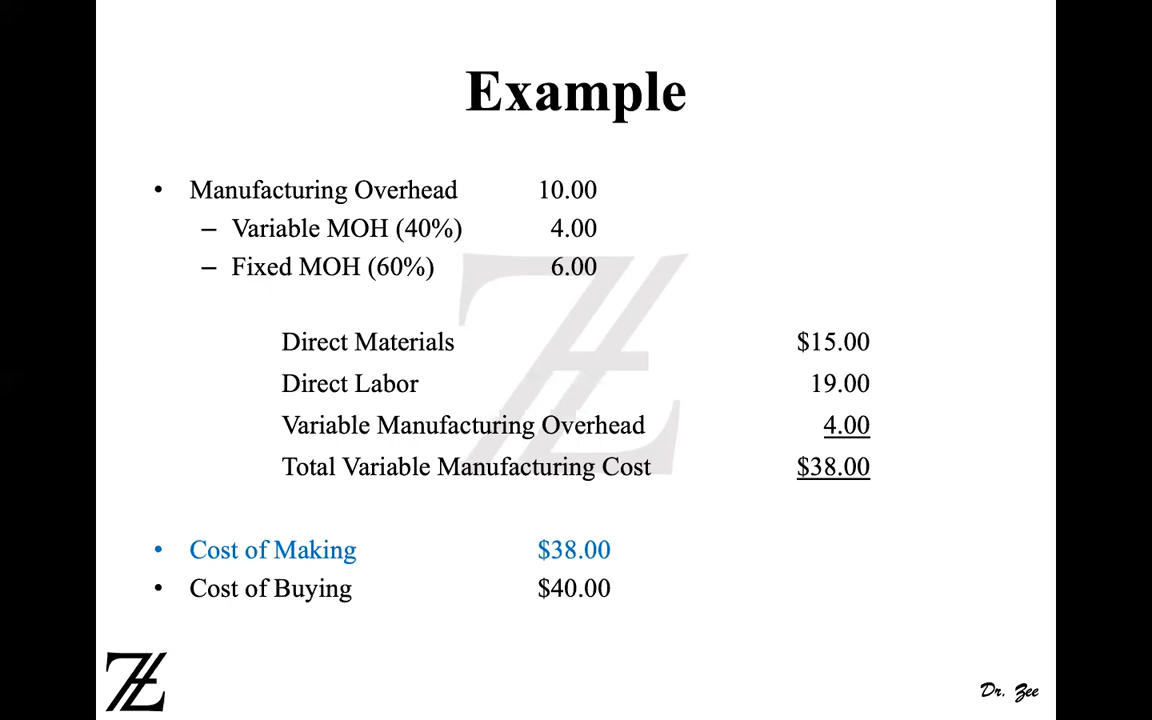 Example
• Manufacturing Overhead 10.00
– Variable MOH (40%) 4.00
– Fixed MOH (60%) 6.00
Direct Materials $15.00
Direct Labor 19.00
Variable Manufacturing Overhead 4.00
Total Variable Manufacturing Cost $38.00
• Cost of Making $38.00
• Cost of Buying $40.00
Dr. Zee